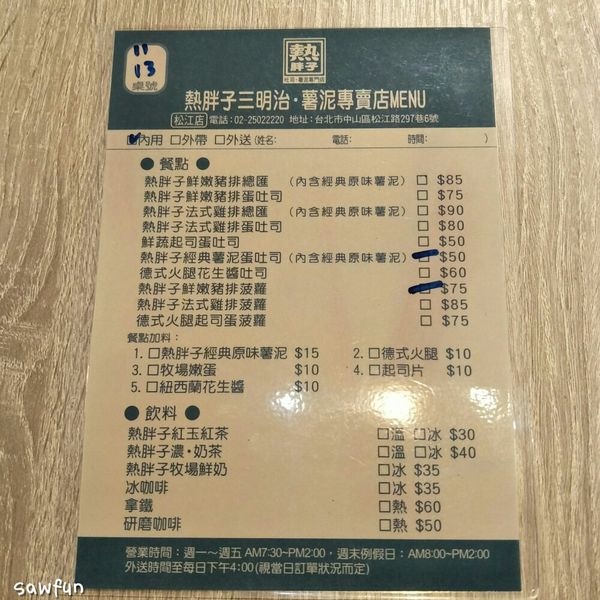 11
13
桌號
熱
胖子
吐司·薯泥專門店
熱胖子三明治·薯泥專賣店MENU
松江店 電話:02-25022220 地址:台北市中山區松江路297巷6號
☑內用 □外帶 □外送(姓名: 電話: 時間: )
●餐點●
熱胖子鮮嫩豬排總匯 (內含經典原味薯泥) □ $85
熱胖子鮮嫩豬排蛋吐司 □ $75
熱胖子法式雞排總匯 (內含經典原味薯泥) □ $90
熱胖子法式雞排蛋吐司 □ $80
鮮蔬起司蛋吐司 □ $50
熱胖子經典薯泥蛋吐司 (內含經典原味薯泥) □ $50
德式火腿花生醬吐司 □ $60
熱胖子鮮嫩豬排菠蘿 □ $75
熱胖子法式雞排菠蘿 □ $85
德式火腿起司蛋菠蘿 □ $75
餐點加料:
1. □熱胖子經典原味薯泥 $15 2. □德式火腿 $10
3. □牧場嫩蛋 $10 4. □起司片 $10
5. □紐西蘭花生醬 $10
●飲料●
熱胖子紅玉紅茶 □溫 □冰 $30
熱胖子濃·奶茶 □溫 □冰 $40
熱胖子牧場鮮奶 □冰 $35
冰咖啡 □冰 $35
拿鐵 □熱 $60
研磨咖啡 □熱 $50
營業時間:週一~週五 AM7:30~PM2:00,週末例假日:AM8:00~PM2:00
外送時間至每日下午4:00(視當日訂單狀況而定)
sawfun